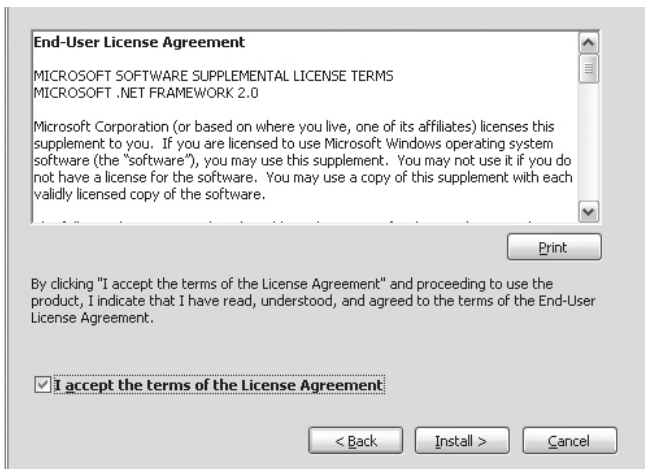 End-User License Agreement
MICROSOFT SOFTWARE SUPPLEMENTAL LICENSE TERMS
MICROSOFT .NET FRAMEWORK 2.0
Microsoft Corporation (or based on where you live, one of its affiliates) licenses this
supplement to you.  If you are licensed to use Microsoft Windows operating system
software (the “software”), you may use this supplement.  You may not use it if you do
not have a license for the software.  You may use a copy of this supplement with each
validly licensed copy of the software.
Print
By clicking "I accept the terms of the License Agreement" and proceeding to use the
product, I indicate that I have read, understood, and agreed to the terms of the End-User
License Agreement.
I accept the terms of the License Agreement
< Back
Install >
Cancel